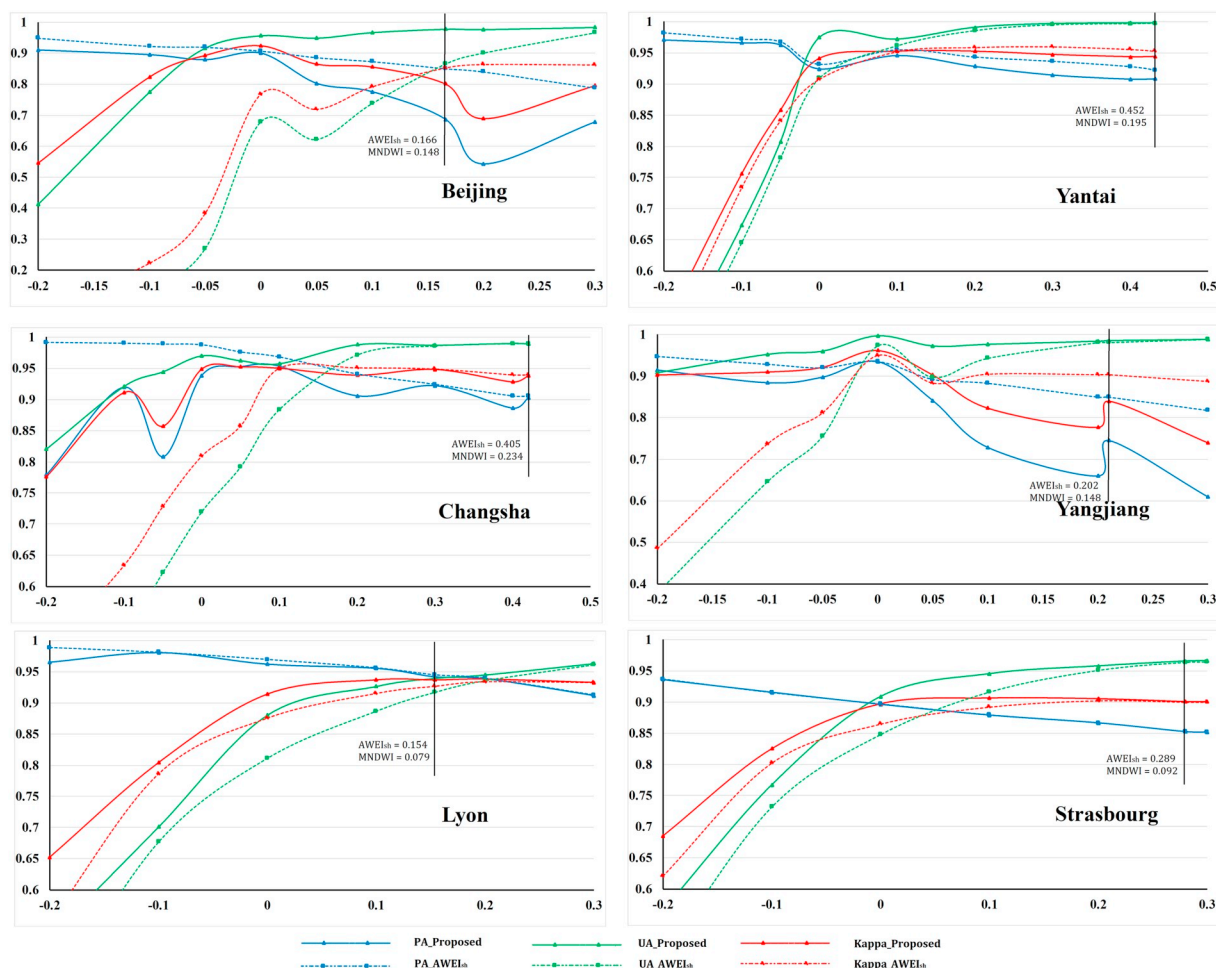 1
0.9
0.8
0.7
0.6
0.5
0.4
0.3
0.2
-0.2 -0.1 -0.05 0 0.05 0.1 0.2 0.3
AWEIsh = 0.166
MNDWI = 0.148
Beijing
1
0.95
0.9
0.85
0.8
0.75
0.7
0.65
0.6
-0.2 -0.1 0 0.1 0.2 0.3 0.4 0.5
AWEIsh = 0.452
MNDWI = 0.195
Yantai
1
0.95
0.9
0.85
0.8
0.75
0.7
0.65
0.6
-0.2 -0.1 0 0.1 0.2 0.3 0.4 0.5
AWEIsh = 0.405
MNDWI = 0.234
Changsha
1
0.9
0.8
0.7
0.6
0.5
0.4
-0.2 -0.15 -0.1 -0.05 0 0.05 0.1 0.2 0.3
AWEIsh = 0.202
MNDWI = 0.148
Yangjiang
1
0.95
0.9
0.85
0.8
0.75
0.7
0.65
0.6
-0.2 -0.1 0 0.1 0.2 0.3
AWEIsh = 0.154
MNDWI = 0.079
Lyon
1
0.95
0.9
0.85
0.8
0.75
0.7
0.65
0.6
-0.2 -0.1 0 0.1 0.2 0.3
AWEIsh = 0.289
MNDWI = 0.092
Strasbourg
PA_Proposed UA_Proposed Kappa_Proposed
PA_AWEIsh UA_AWEIsh Kappa_AWEIsh